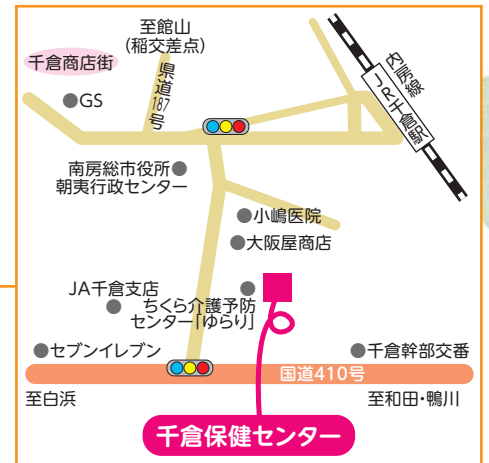 至館山
(稲交差点)
千倉商店街
県道187号
内房線
JR千倉駅
GS
南房総市役所
朝夷行政センター
小嶋医院
大阪屋商店
JA千倉支店
ちくら介護予防
センター「ゆらり」
セブンイレブン
千倉幹部交番
国道410号
至白浜
至和田・鴨川
千倉保健センター